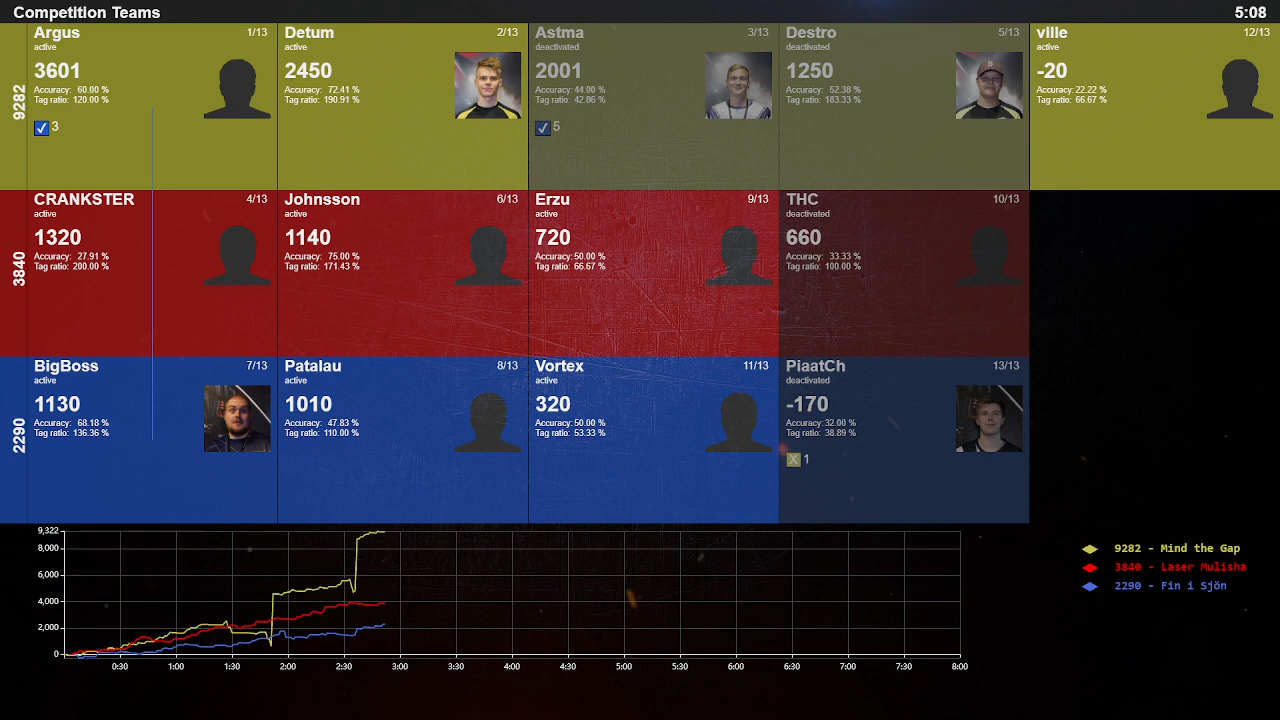 Competition Teams 5:08
9282
Argus 1/13
active
3601
Accuracy: 60.00 %
Tag ratio: 120.00 %
3
Detum 2/13
active
2450
Accuracy: 72.41 %
Tag ratio: 190.91 %
Astma 3/13
deactivated
2001
Accuracy: 44.00 %
Tag ratio: 42.86 %
5
Destro 5/13
deactivated
1250
Accuracy: 52.38 %
Tag ratio: 183.33 %
ville 12/13
active
-20
Accuracy: 22.22 %
Tag ratio: 66.67 %
3840
CRANKSTER 4/13
active
1320
Accuracy: 27.91 %
Tag ratio: 200.00 %
Johnsson 6/13
active
1140
Accuracy: 75.00 %
Tag ratio: 171.43 %
Erzu 9/13
active
720
Accuracy: 50.00 %
Tag ratio: 66.67 %
THC 10/13
deactivated
660
Accuracy: 33.33 %
Tag ratio: 100.00 %
2290
BigBoss 7/13
active
1130
Accuracy: 68.18 %
Tag ratio: 136.36 %
Patalau 8/13
active
1010
Accuracy: 47.83 %
Tag ratio: 110.00 %
Vortex 11/13
active
320
Accuracy: 50.00 %
Tag ratio: 53.33 %
PiaatCh 13/13
deactivated
-170
Accuracy: 32.00 %
Tag ratio: 38.89 %
X 1
9,322
8,000
6,000
4,000
2,000
0
0:30 1:00 1:30 2:00 2:30 3:00 3:30 4:00 4:30 5:00 5:30 6:00 6:30 7:00 7:30 8:00
9282 - Mind the Gap
3840 - Laser Mulisha
2290 - Fin i Sjön